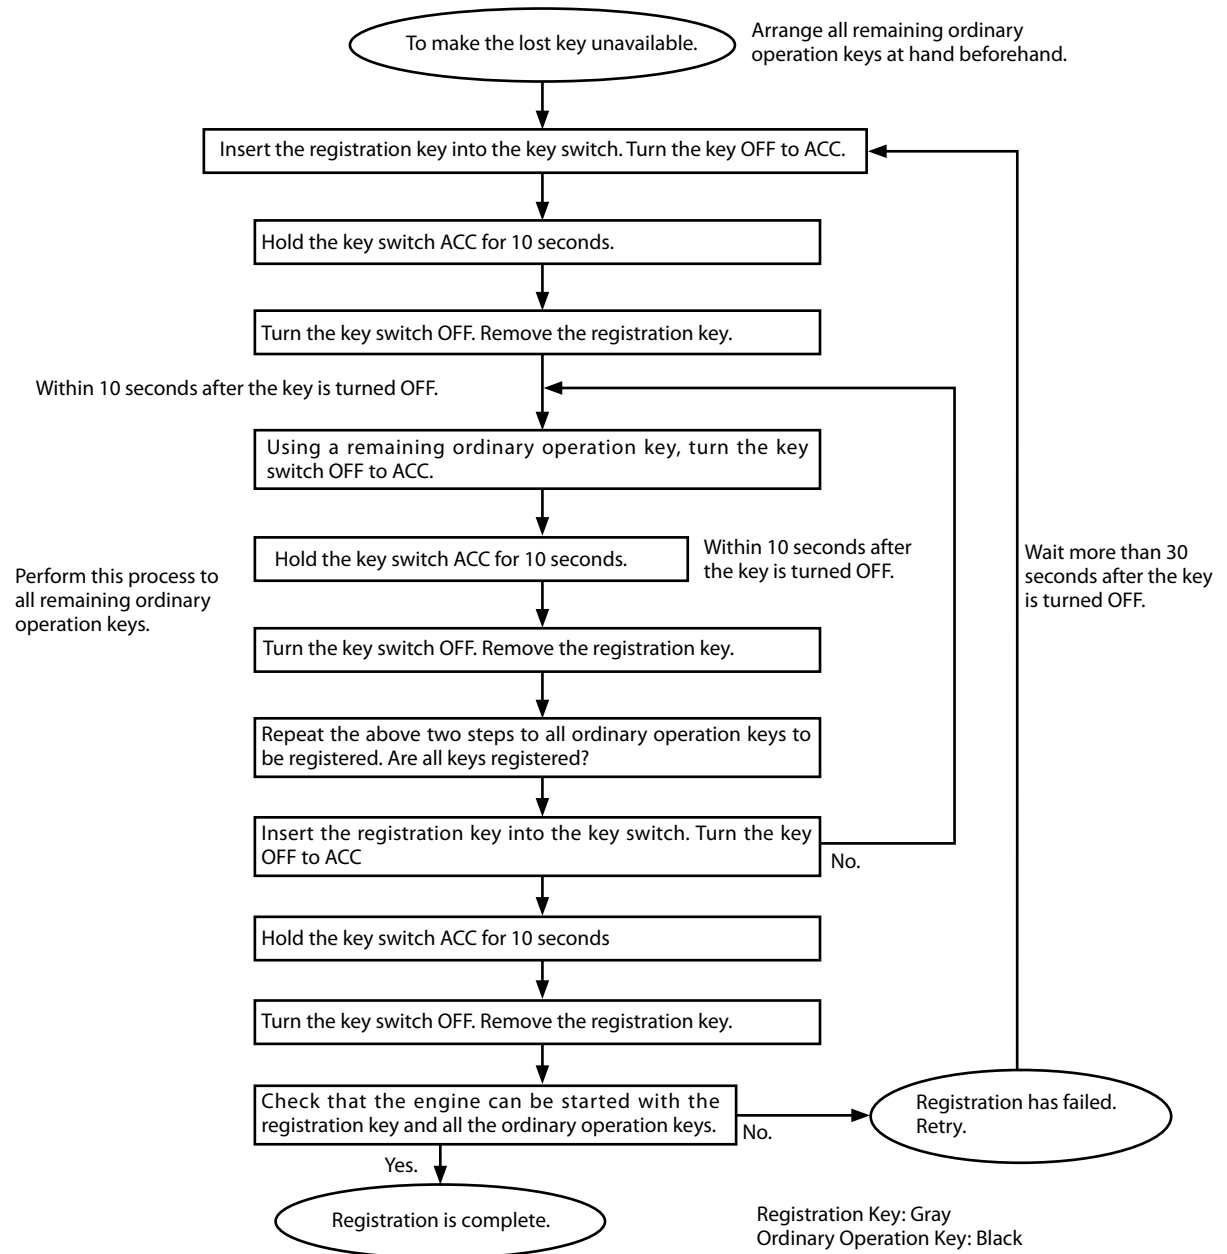 To make the lost key unavailable.
Arrange all remaining ordinary
operation keys at hand beforehand.
Insert the registration key into the key switch. Turn the key OFF to ACC.
Hold the key switch ACC for 10 seconds.
Turn the key switch OFF. Remove the registration key.
Within 10 seconds after the key is turned OFF.
Using a remaining ordinary operation key, turn the key
switch OFF to ACC.
Hold the key switch ACC for 10 seconds.
Within 10 seconds after
the key is turned OFF.
Wait more than 30
seconds after the key
is turned OFF.
Perform this process to
all remaining ordinary
operation keys.
Turn the key switch OFF. Remove the registration key.
Repeat the above two steps to all ordinary operation keys to
be registered. Are all keys registered?
Insert the registration key into the key switch. Turn the key
OFF to ACC
No.
Hold the key switch ACC for 10 seconds
Turn the key switch OFF. Remove the registration key.
Check that the engine can be started with the
registration key and all the ordinary operation keys.
No.
Registration has failed.
Retry.
Yes.
Registration is complete.
Registration Key: Gray
Ordinary Operation Key: Black